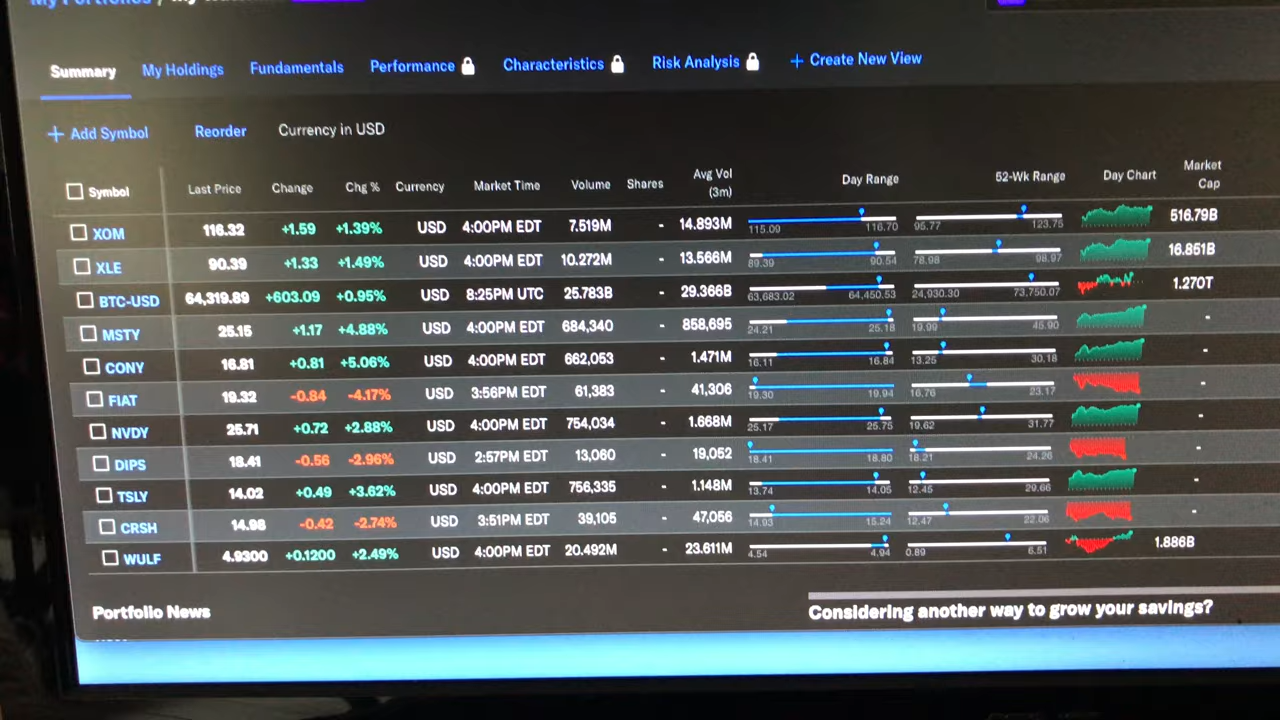 My Portfolios /
Summary My Holdings Fundamentals Performance Characteristics Risk Analysis + Create New View
+ Add Symbol Reorder Currency in USD
Symbol Last Price Change Chg % Currency Market Time Volume Shares Avg Vol (3m) Day Range 52-Wk Range Day Chart Market Cap
XOM 116.32 +1.59 +1.39% USD 4:00PM EDT 7.519M - 14.893M 115.09 116.70 95.77 123.75 516.79B
XLE 90.39 +1.33 +1.49% USD 4:00PM EDT 10.272M - 13.566M 89.39 90.54 78.98 98.97 16.851B
BTC-USD 64,319.89 +603.09 +0.95% USD 8:25PM UTC 25.783B - 29.366B 63,683.02 64,450.53 24,930.30 73,750.07 1.270T
MSTY 25.15 +1.17 +4.88% USD 4:00PM EDT 684,340 - 858,695 24.21 25.18 19.99 45.90 -
CONY 16.81 +0.81 +5.06% USD 4:00PM EDT 662,053 - 1.471M 16.11 16.84 13.25 30.18 -
FIAT 19.32 -0.84 -4.17% USD 3:56PM EDT 61,383 - 41,306 19.30 19.94 16.76 23.17 -
NVDY 25.71 +0.72 +2.88% USD 4:00PM EDT 754,034 - 1.668M 25.17 25.75 19.62 31.77 -
DIPS 18.41 -0.56 -2.96% USD 2:57PM EDT 13,060 - 19,052 18.41 18.80 18.21 24.26 -
TSLY 14.02 +0.49 +3.62% USD 4:00PM EDT 756,335 - 1.148M 13.74 14.05 12.45 29.66 -
CRSH 14.98 -0.42 -2.74% USD 3:51PM EDT 39,105 - 47,056 14.93 15.24 12.47 22.06 -
WULF 4.9300 +0.1200 +2.49% USD 4:00PM EDT 20.492M - 23.611M 4.54 4.94 0.89 6.51 1.886B
Portfolio News Considering another way to grow your savings?